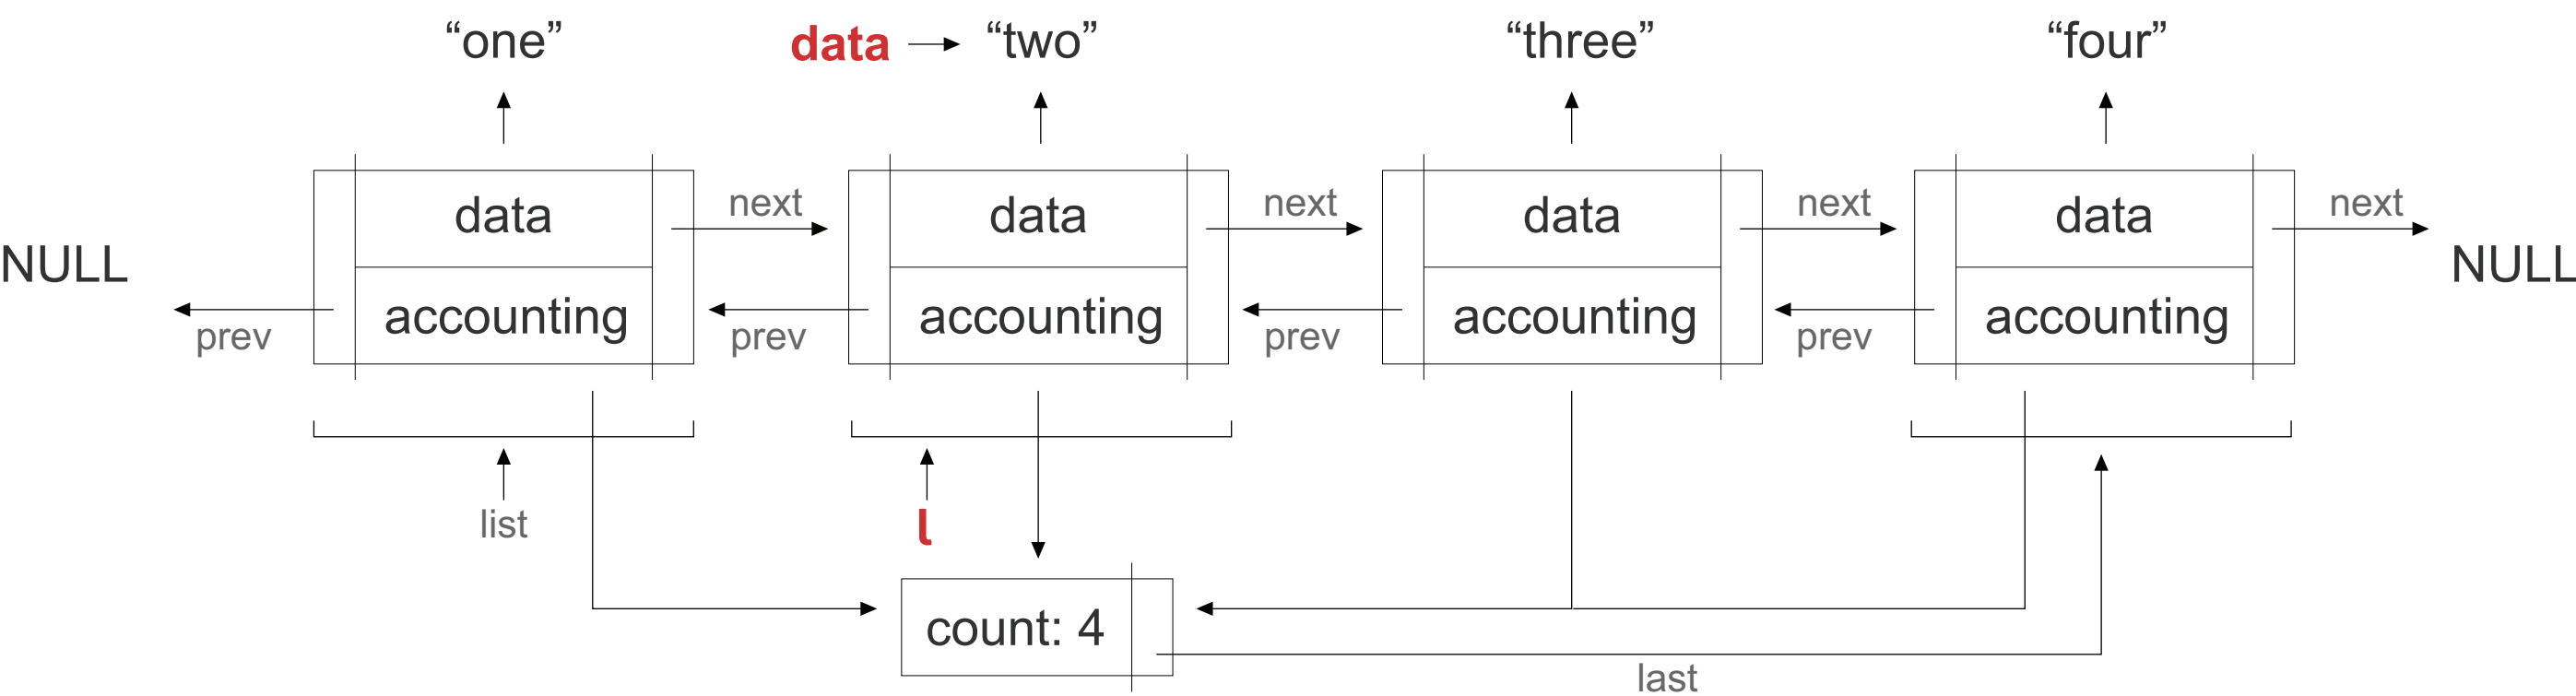 “one” data “two” “three” “four”
next next next next
data data data data
NULL NULL
accounting accounting accounting accounting
prev prev prev prev
list l
count: 4
last